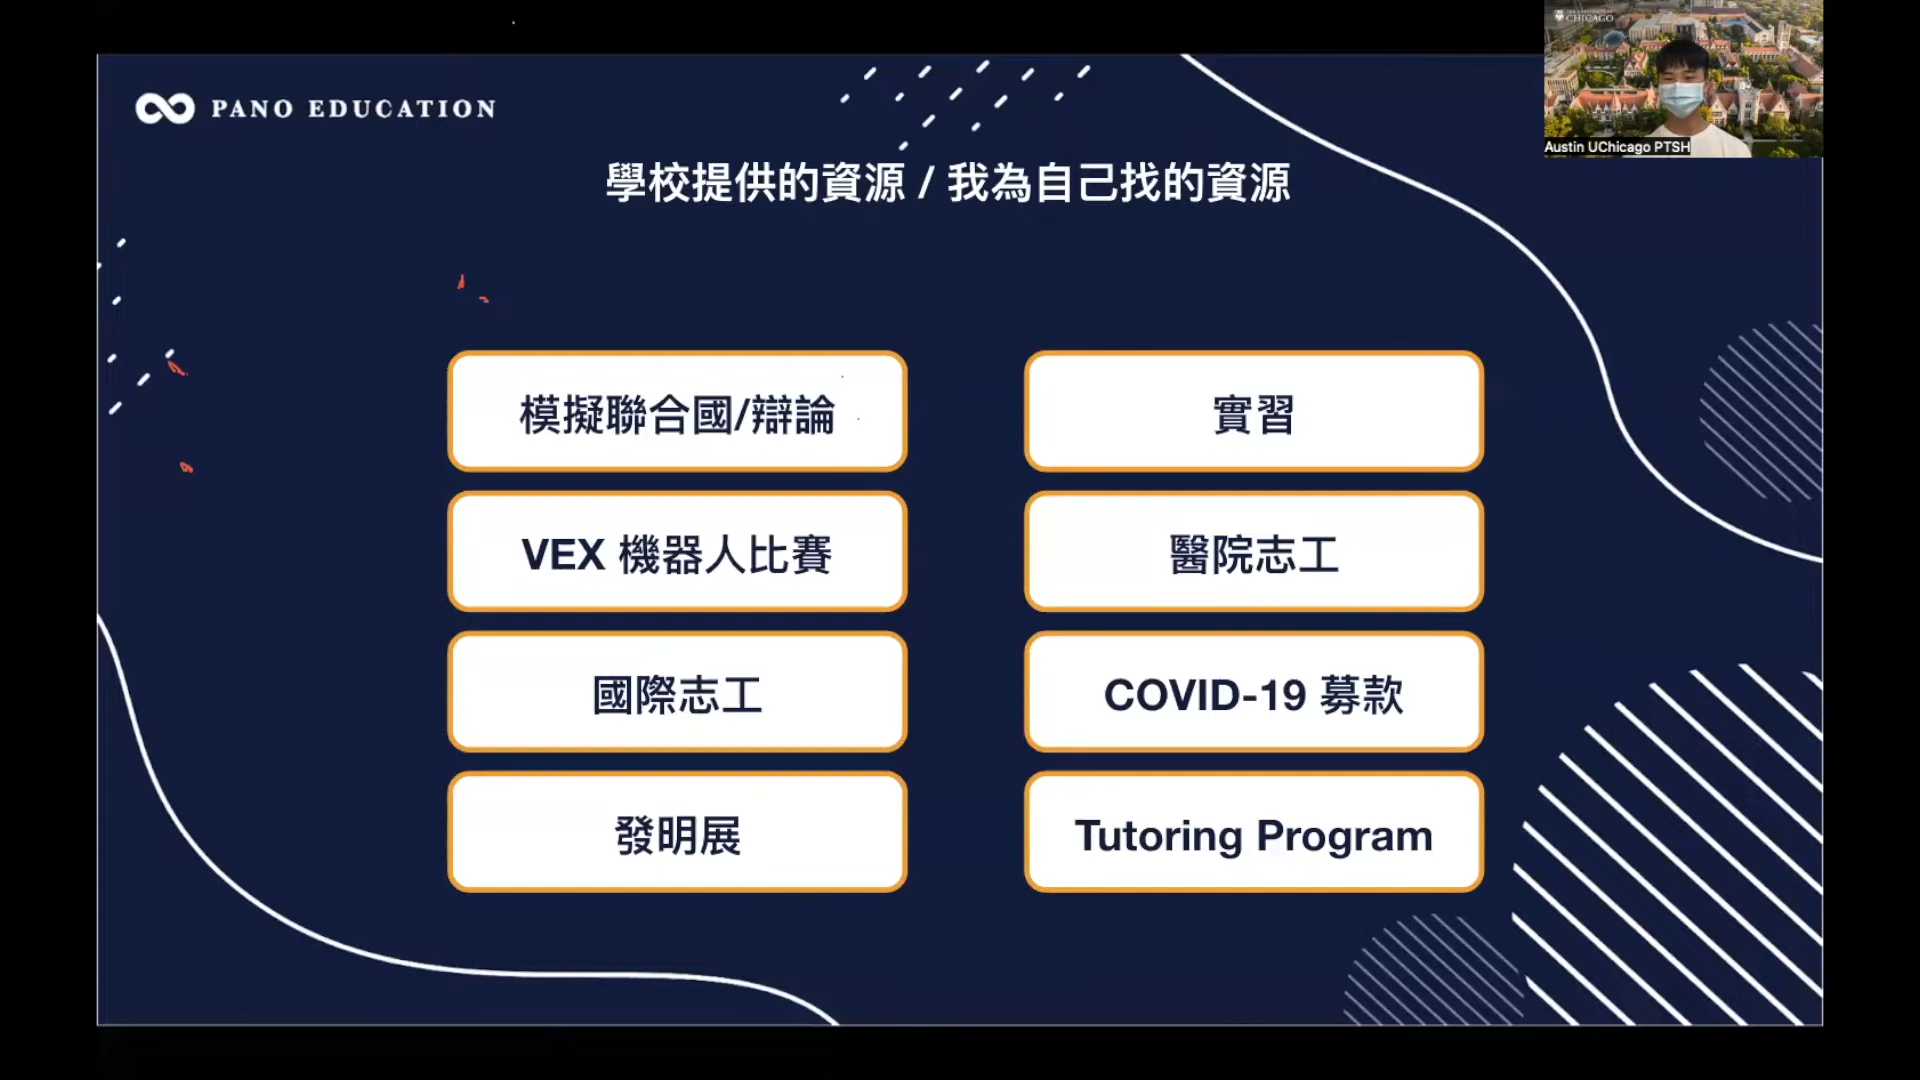 PANO EDUCATION
CHICAGO
Austin UChicago PTSH
學校提供的資源 / 我為自己找的資源
模擬聯合國/辯論
實習
VEX 機器人比賽
醫院志工
國際志工
COVID-19 募款
發明展
Tutoring Program